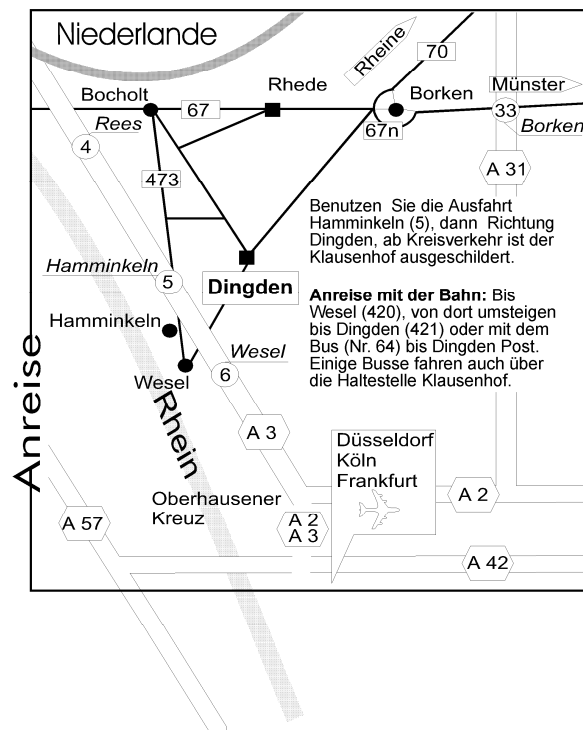 Niederlande
Rheine
70
Rhede
Münster
Bocholt
67
Borken
33
Rees
67n
Borken
4
A 31
473
Benutzen Sie die Ausfahrt
Hamminkeln (5), dann Richtung
Dingden, ab Kreisverkehr ist der
Klausenhof ausgeschildert.
Hamminkeln
5
Dingden
Anreise mit der Bahn: Bis
Wesel (420), von dort umsteigen
bis Dingden (421) oder mit dem
Bus (Nr. 64) bis Dingden Post.
Einige Busse fahren auch über
die Haltestelle Klausenhof.
Hamminkeln
Wesel
6
Wesel
Anreise
Rhein
A 3
Düsseldorf
Köln
Frankfurt
A 2
Oberhausener
Kreuz
A 2
A 3
A 57
A 42